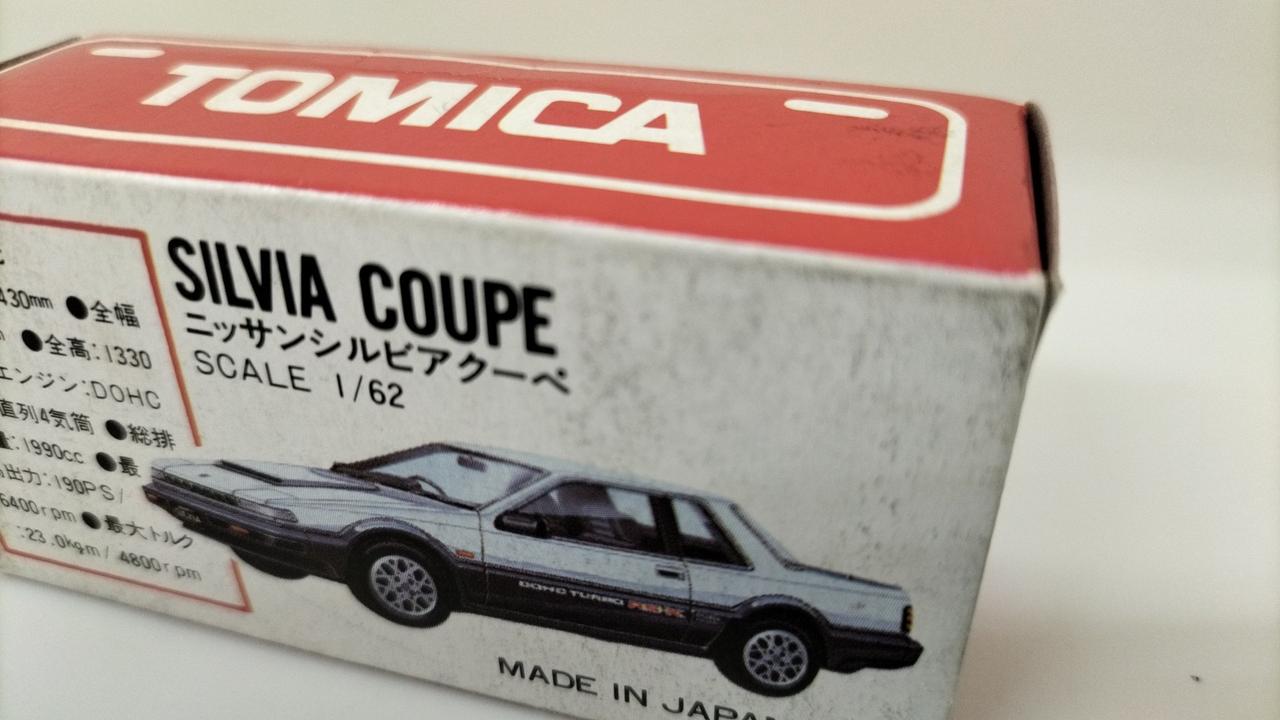 TOMICA
430mm ●全幅
●全高:1330
エンジン:DOHC
直列4気筒 ●総排
量:1990cc ●最
出力:190PS/
6400rpm ●最大トルク
:23.0kgm/ 4800rpm
SILVIA COUPE
ニッサンシルビアクーペ
SCALE 1/62
DOHC TURBO RS-X
MADE IN JAPAN